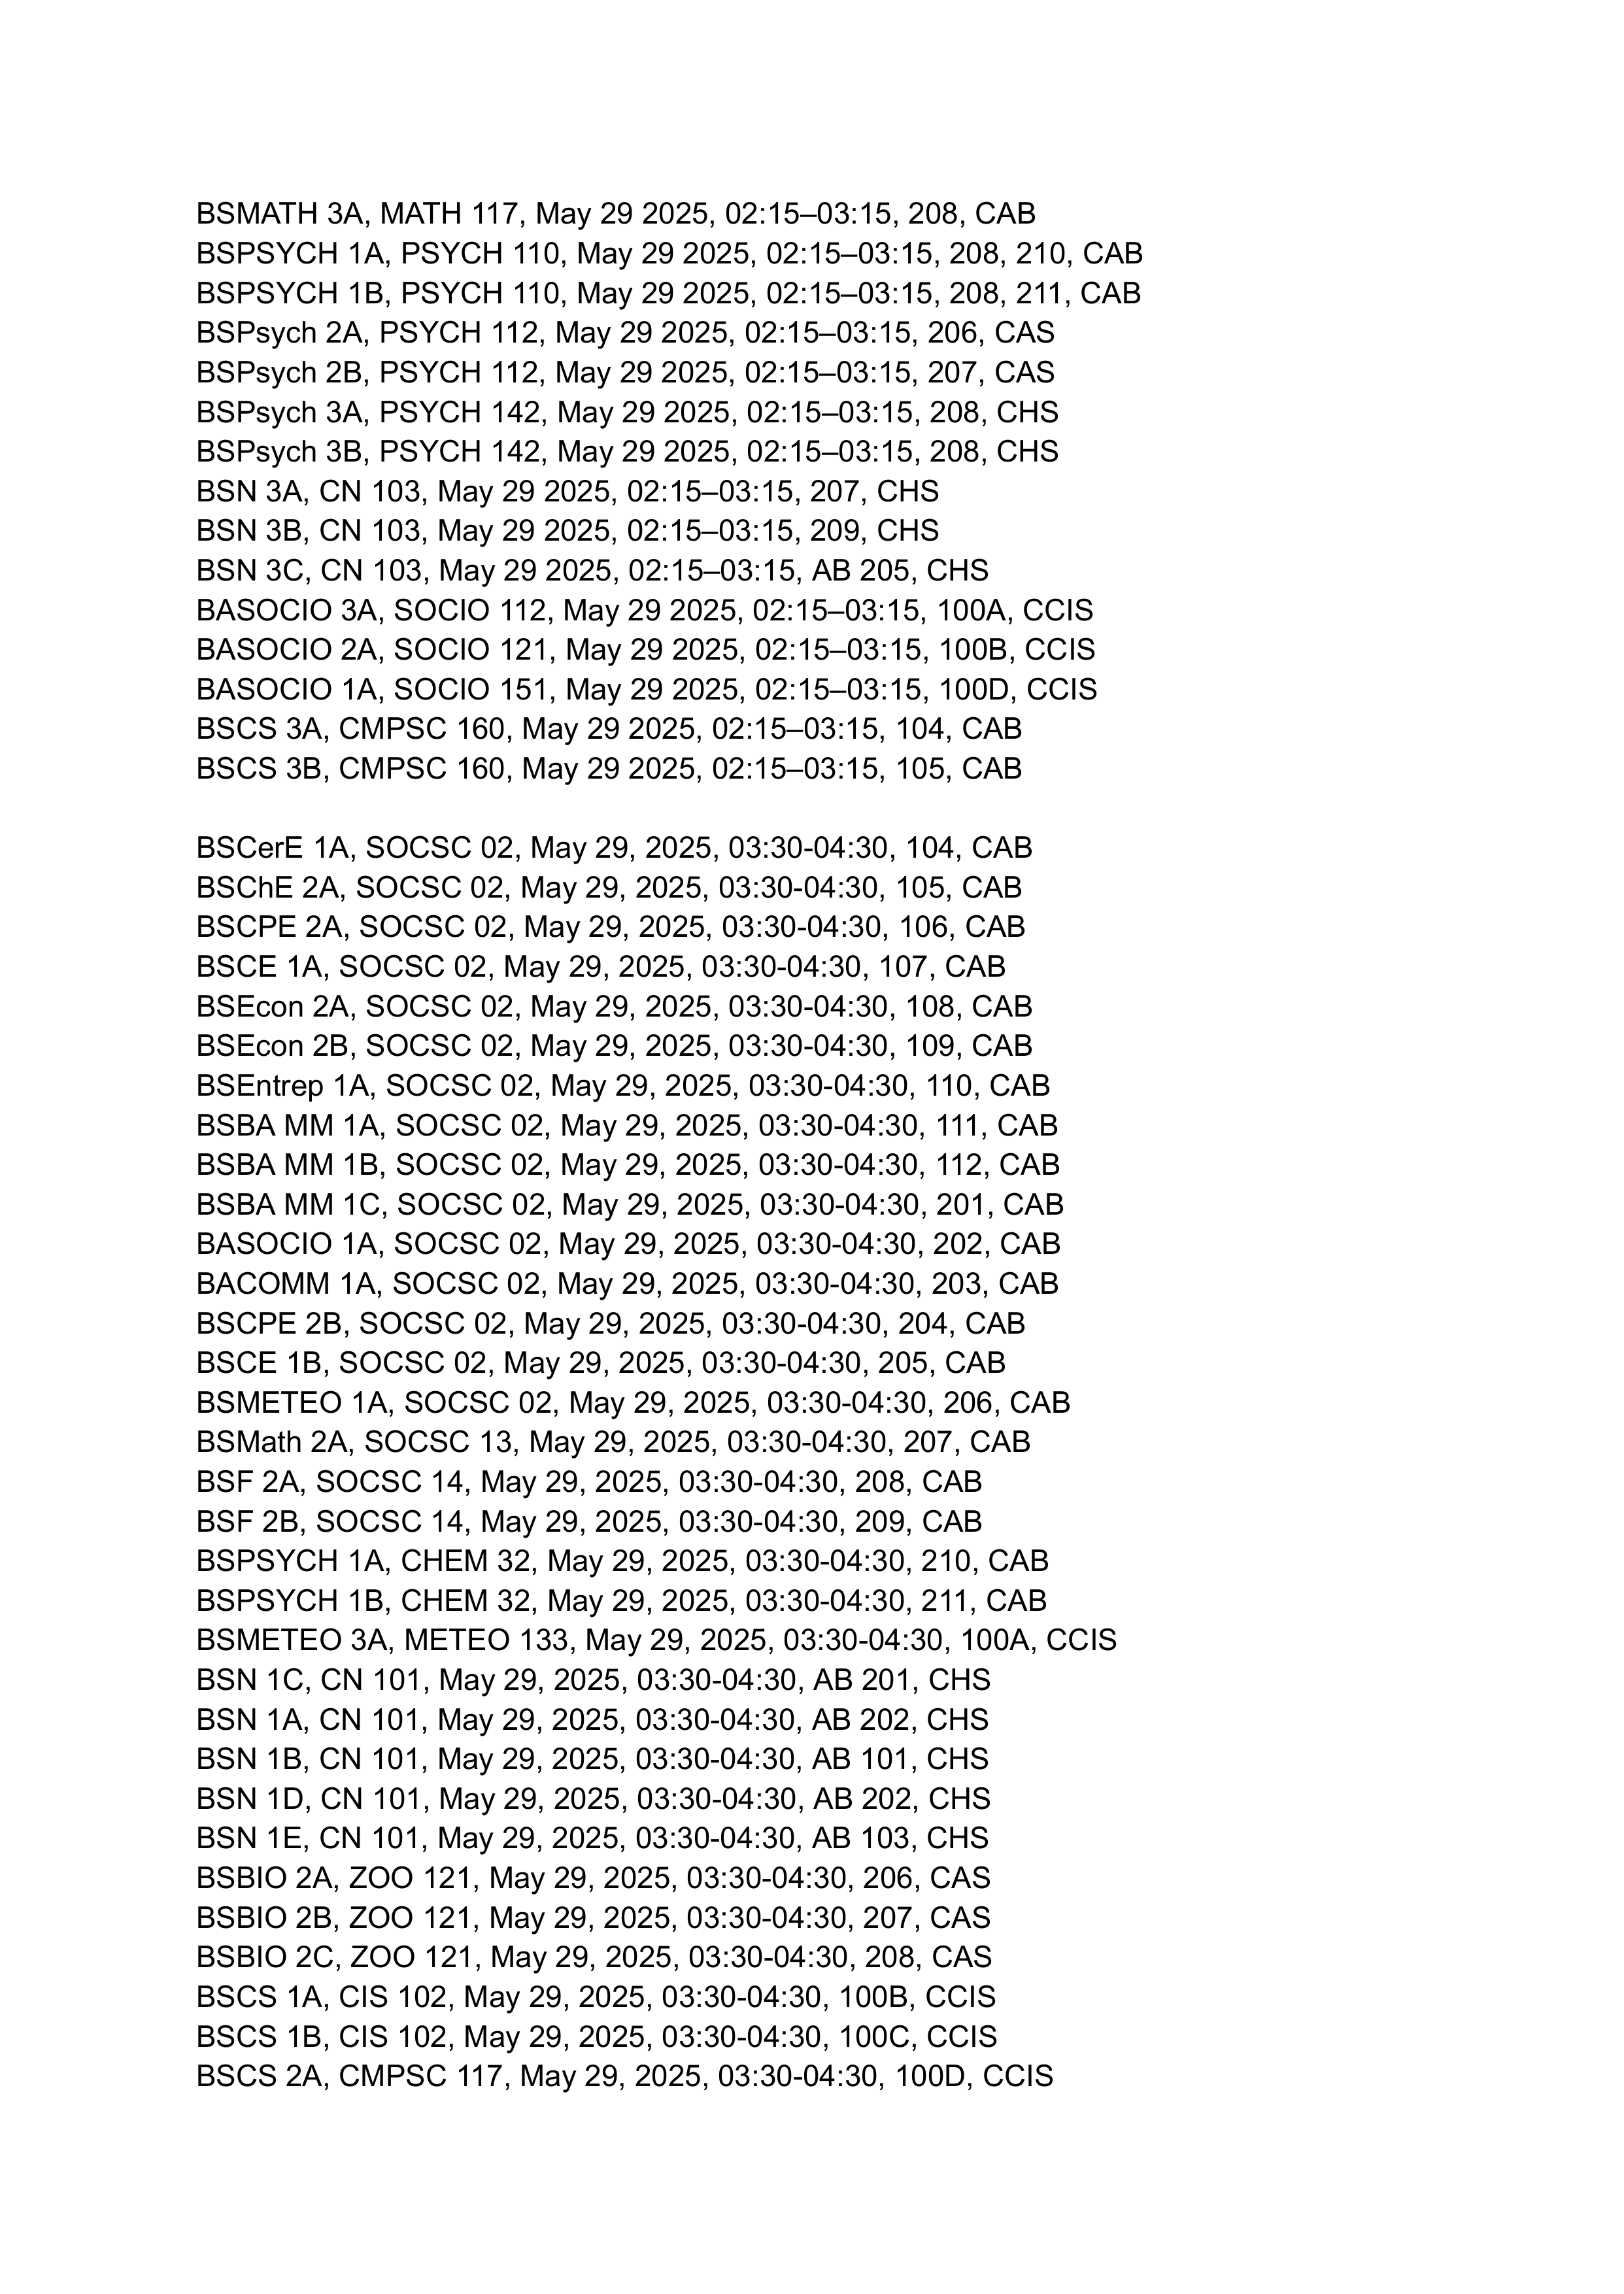 BSMATH 3A, MATH 117, May 29 2025, 02:15–03:15, 208, CAB
BSPSYCH 1A, PSYCH 110, May 29 2025, 02:15–03:15, 208, 210, CAB
BSPSYCH 1B, PSYCH 110, May 29 2025, 02:15–03:15, 208, 211, CAB
BSPsych 2A, PSYCH 112, May 29 2025, 02:15–03:15, 206, CAS
BSPsych 2B, PSYCH 112, May 29 2025, 02:15–03:15, 207, CAS
BSPsych 3A, PSYCH 142, May 29 2025, 02:15–03:15, 208, CHS
BSPsych 3B, PSYCH 142, May 29 2025, 02:15–03:15, 208, CHS
BSN 3A, CN 103, May 29 2025, 02:15–03:15, 207, CHS
BSN 3B, CN 103, May 29 2025, 02:15–03:15, 209, CHS
BSN 3C, CN 103, May 29 2025, 02:15–03:15, AB 205, CHS
BASOCIO 3A, SOCIO 112, May 29 2025, 02:15–03:15, 100A, CCIS
BASOCIO 2A, SOCIO 121, May 29 2025, 02:15–03:15, 100B, CCIS
BASOCIO 1A, SOCIO 151, May 29 2025, 02:15–03:15, 100D, CCIS
BSCS 3A, CMPSC 160, May 29 2025, 02:15–03:15, 104, CAB
BSCS 3B, CMPSC 160, May 29 2025, 02:15–03:15, 105, CAB
BSCerE 1A, SOCSC 02, May 29, 2025, 03:30-04:30, 104, CAB
BSChE 2A, SOCSC 02, May 29, 2025, 03:30-04:30, 105, CAB
BSCPE 2A, SOCSC 02, May 29, 2025, 03:30-04:30, 106, CAB
BSCE 1A, SOCSC 02, May 29, 2025, 03:30-04:30, 107, CAB
BSEcon 2A, SOCSC 02, May 29, 2025, 03:30-04:30, 108, CAB
BSEcon 2B, SOCSC 02, May 29, 2025, 03:30-04:30, 109, CAB
BSEntrep 1A, SOCSC 02, May 29, 2025, 03:30-04:30, 110, CAB
BSBA MM 1A, SOCSC 02, May 29, 2025, 03:30-04:30, 111, CAB
BSBA MM 1B, SOCSC 02, May 29, 2025, 03:30-04:30, 112, CAB
BSBA MM 1C, SOCSC 02, May 29, 2025, 03:30-04:30, 201, CAB
BASOCIO 1A, SOCSC 02, May 29, 2025, 03:30-04:30, 202, CAB
BACOMM 1A, SOCSC 02, May 29, 2025, 03:30-04:30, 203, CAB
BSCPE 2B, SOCSC 02, May 29, 2025, 03:30-04:30, 204, CAB
BSCE 1B, SOCSC 02, May 29, 2025, 03:30-04:30, 205, CAB
BSMETEO 1A, SOCSC 02, May 29, 2025, 03:30-04:30, 206, CAB
BSMath 2A, SOCSC 13, May 29, 2025, 03:30-04:30, 207, CAB
BSF 2A, SOCSC 14, May 29, 2025, 03:30-04:30, 208, CAB
BSF 2B, SOCSC 14, May 29, 2025, 03:30-04:30, 209, CAB
BSPSYCH 1A, CHEM 32, May 29, 2025, 03:30-04:30, 210, CAB
BSPSYCH 1B, CHEM 32, May 29, 2025, 03:30-04:30, 211, CAB
BSMETEO 3A, METEO 133, May 29, 2025, 03:30-04:30, 100A, CCIS
BSN 1C, CN 101, May 29, 2025, 03:30-04:30, AB 201, CHS
BSN 1A, CN 101, May 29, 2025, 03:30-04:30, AB 202, CHS
BSN 1B, CN 101, May 29, 2025, 03:30-04:30, AB 101, CHS
BSN 1D, CN 101, May 29, 2025, 03:30-04:30, AB 202, CHS
BSN 1E, CN 101, May 29, 2025, 03:30-04:30, AB 103, CHS
BSBIO 2A, ZOO 121, May 29, 2025, 03:30-04:30, 206, CAS
BSBIO 2B, ZOO 121, May 29, 2025, 03:30-04:30, 207, CAS
BSBIO 2C, ZOO 121, May 29, 2025, 03:30-04:30, 208, CAS
BSCS 1A, CIS 102, May 29, 2025, 03:30-04:30, 100B, CCIS
BSCS 1B, CIS 102, May 29, 2025, 03:30-04:30, 100C, CCIS
BSCS 2A, CMPSC 117, May 29, 2025, 03:30-04:30, 100D, CCIS